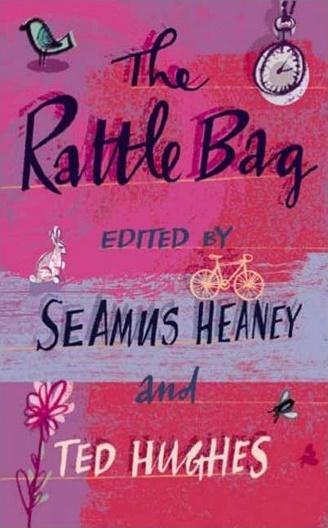 The
Rattle Bag
EDITED BY
SEAMUS HEANEY
and
TED HUGHES